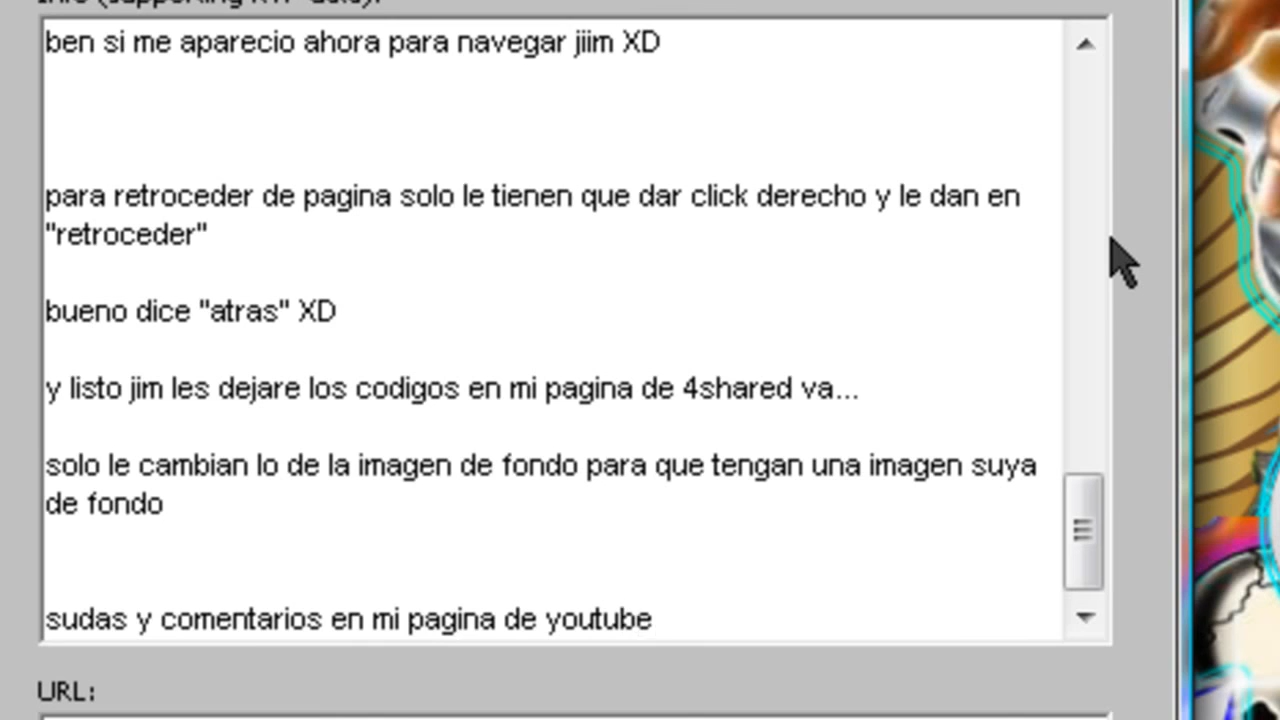 ben si me aparecio ahora para navegar jiim XD
para retroceder de pagina solo le tienen que dar click derecho y le dan en
"retroceder"
bueno dice "atras" XD
y listo jim les dejare los codigos en mi pagina de 4shared va...
solo le cambian lo de la imagen de fondo para que tengan una imagen suya
de fondo
sudas y comentarios en mi pagina de youtube
URL: